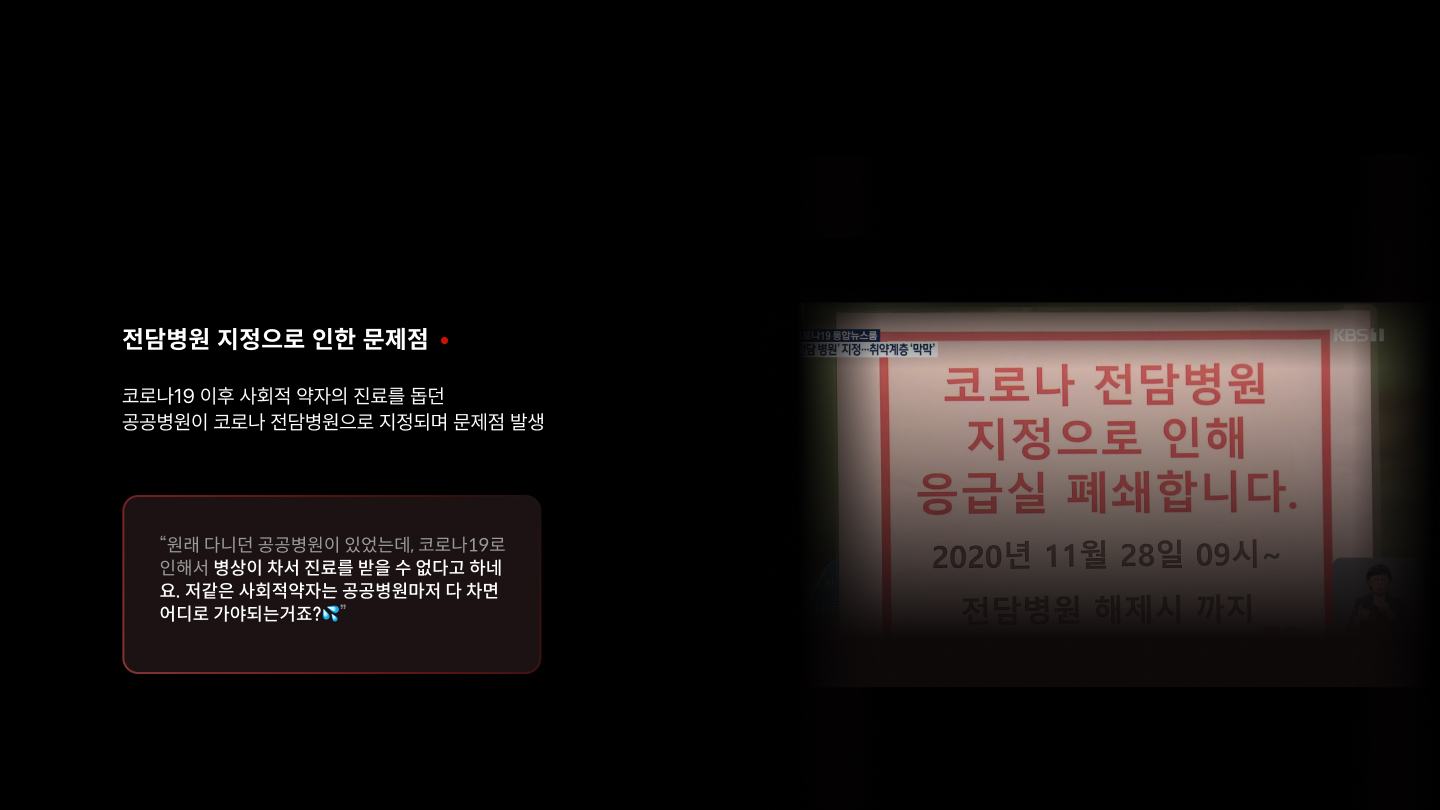 전담병원 지정으로 인한 문제점
코로나19 이후 사회적 약자의 진료를 돕던
공공병원이 코로나 전담병원으로 지정되며 문제점 발생
“원래 다니던 공공병원이 있었는데, 코로나19로
인해서 병상이 차서 진료를 받을 수 없다고 하네
요. 저같은 사회적약자는 공공병원마저 다 차면
어디로 가야되는거죠?💦”
코로나19 통합뉴스룸
담 병원' 지정…취약계층 '막막'
KBS 1
코로나 전담병원
지정으로 인해
응급실 폐쇄합니다.
2020년 11월 28일 09시~
전담병원 해제시 까지